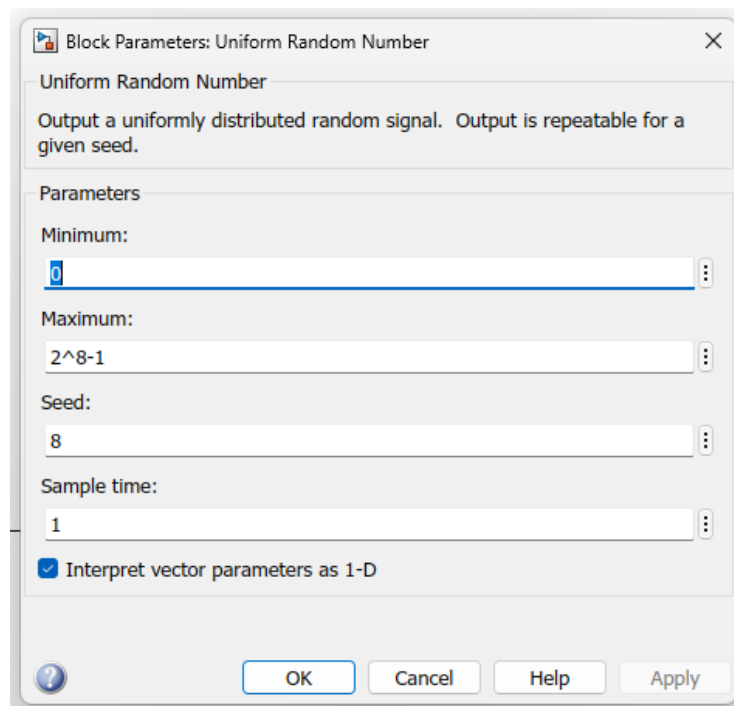 Block Parameters: Uniform Random Number
Uniform Random Number
Output a uniformly distributed random signal.  Output is repeatable for a
given seed.
Parameters
Minimum:
0
Maximum:
2^8-1
Seed:
8
Sample time:
1
Interpret vector parameters as 1-D
OK Cancel Help Apply